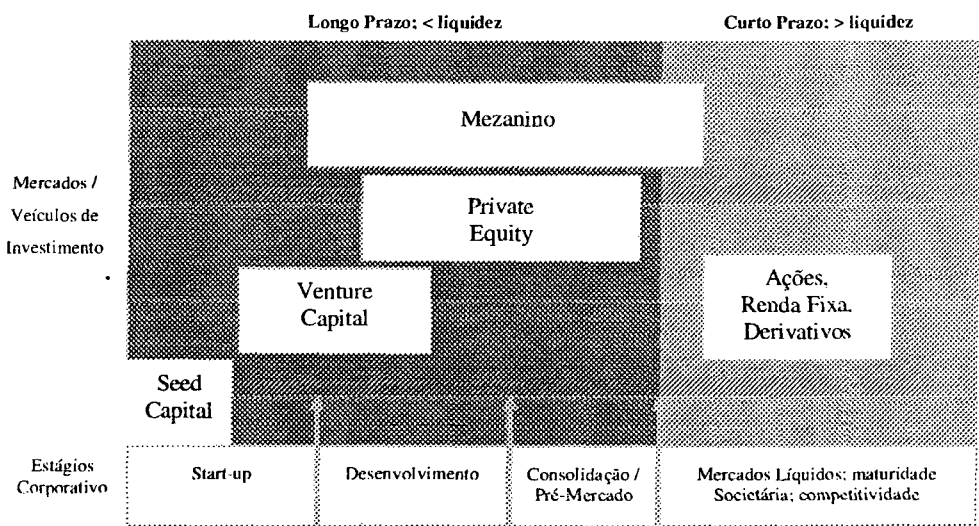 Longo Prazo; < liquidez
Curto Prazo; > liquidez
Mezanino
Mercados /
Veículos de
Investimento
Private
Equity
Venture
Capital
Ações,
Renda Fixa,
Derivativos
Seed
Capital
Estágios
Corporativo
Start-up
Desenvolvimento
Consolidação /
Pré-Mercado
Mercados Líquidos; maturidade
Societária; competitividade